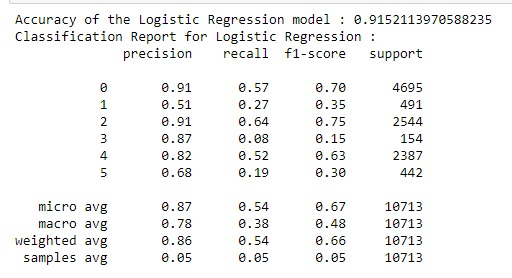 Accuracy of the Logistic Regression model : 0.9152113970588235
Classification Report for Logistic Regression :
precision recall f1-score support
0 0.91 0.57 0.70 4695
1 0.51 0.27 0.35 491
2 0.91 0.64 0.75 2544
3 0.87 0.08 0.15 154
4 0.82 0.52 0.63 2387
5 0.68 0.19 0.30 442
micro avg 0.87 0.54 0.67 10713
macro avg 0.78 0.38 0.48 10713
weighted avg 0.86 0.54 0.66 10713
samples avg 0.05 0.05 0.05 10713